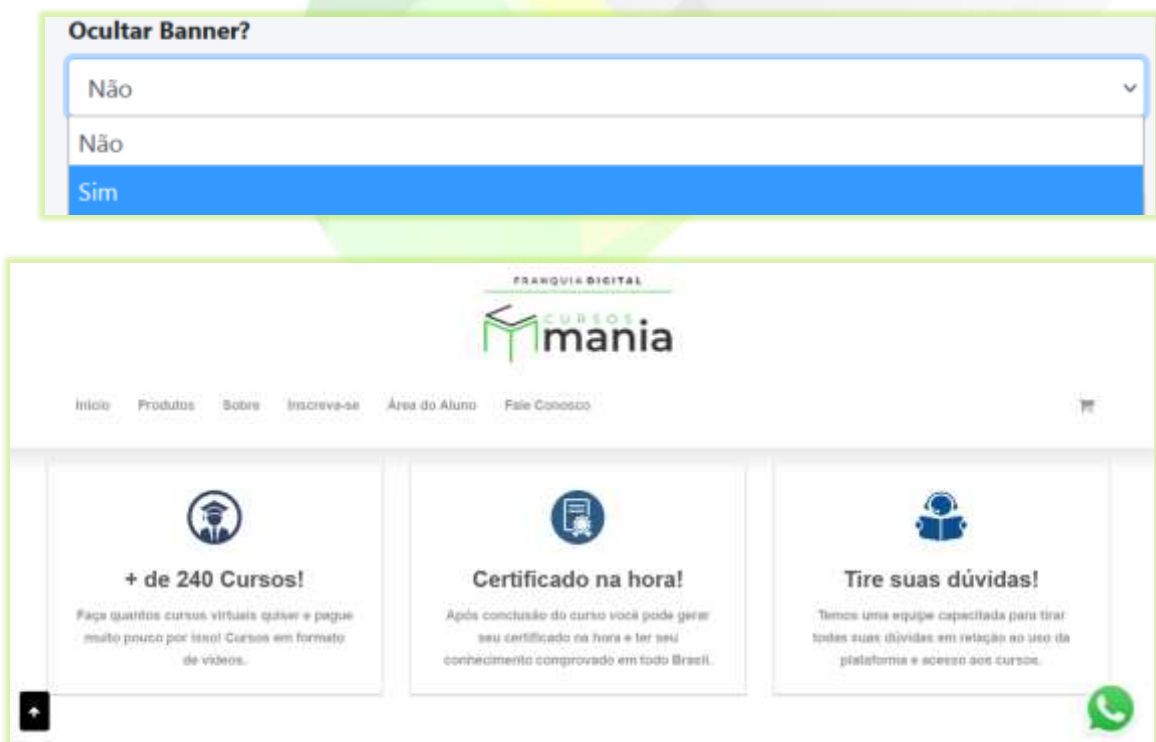 Ocultar Banner?
Não
Não
Sim
FRANQUIA DIGITAL
CURSOS
mania
Início Produtos Sobre Inscreva-se Área do Aluno Fale Conosco
+ de 240 Cursos!
Faça quantos cursos virtuais quiser e pague
muito pouco por isso! Cursos em formato
de vídeos.
Certificado na hora!
Após conclusão do curso você pode gerar
seu certificado na hora e ter seu
conhecimento comprovado em todo Brasil.
Tire suas dúvidas!
Temos uma equipe capacitada para tirar
todas suas dúvidas em relação ao uso da
plataforma e acesso aos cursos.